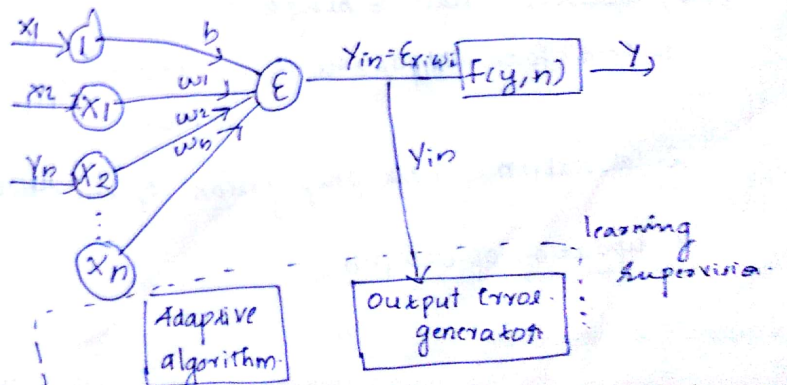 x1 1 b
Yin = Σxiwi f(y,n) y
x2 X1 w1 Σ
w2
Yn X2 wn
Yin
Xn
learning
supervision.
Adaptive
algorithm.
Output Error.
generator